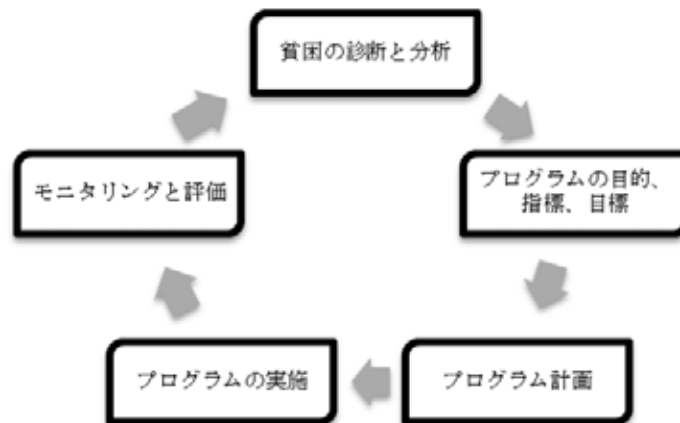 貧困の診断と分析
プログラムの目的、
指標、目標
プログラム計画
プログラムの実施
モニタリングと評価